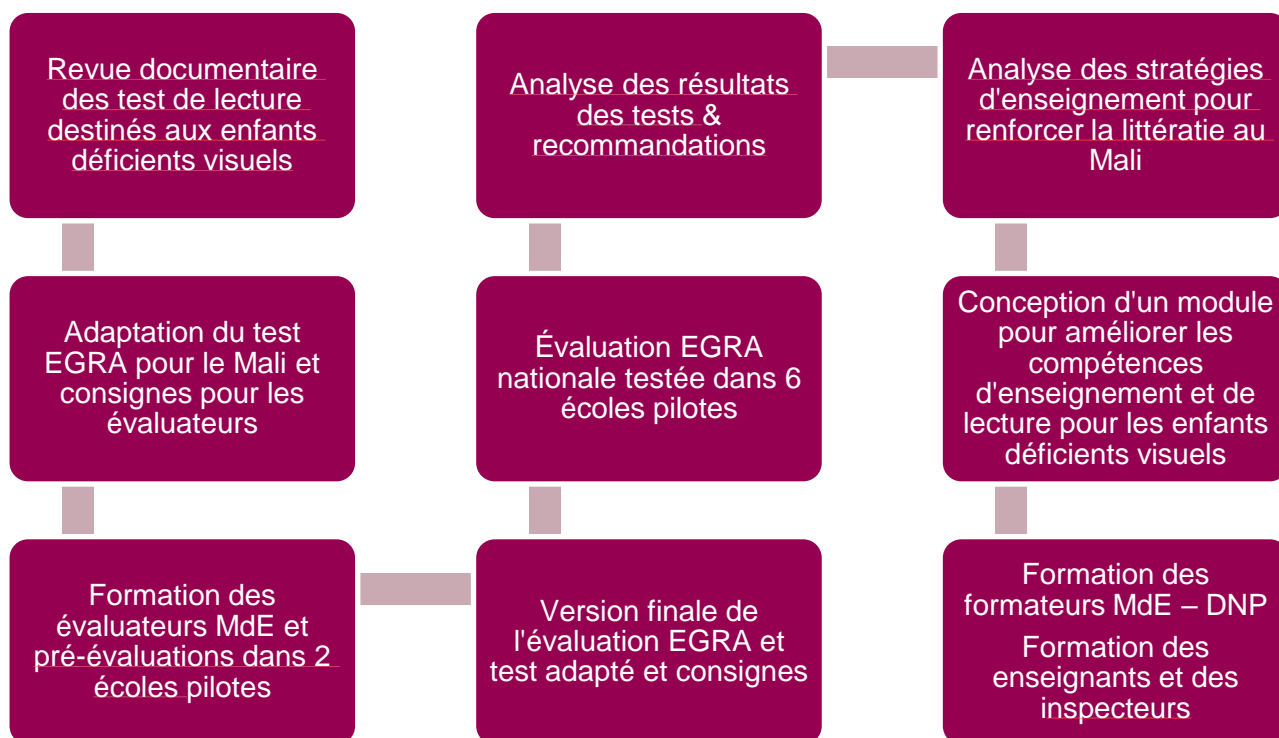 Revue documentaire
des test de lecture
destinés aux enfants
déficients visuels
Adaptation du test
EGRA pour le Mali et
consignes pour les
évaluateurs
Formation des
évaluateurs MdE et
pré-évaluations dans 2
écoles pilotes
Version finale de
l'évaluation EGRA et
test adapté et consignes
Évaluation EGRA
nationale testée dans 6
écoles pilotes
Analyse des résultats
des tests &
recommandations
Analyse des stratégies
d'enseignement pour
renforcer la littératie au
Mali
Conception d'un module
pour améliorer les
compétences
d'enseignement et de
lecture pour les enfants
déficients visuels
Formation des
formateurs MdE – DNP
Formation des
enseignants et des
inspecteurs